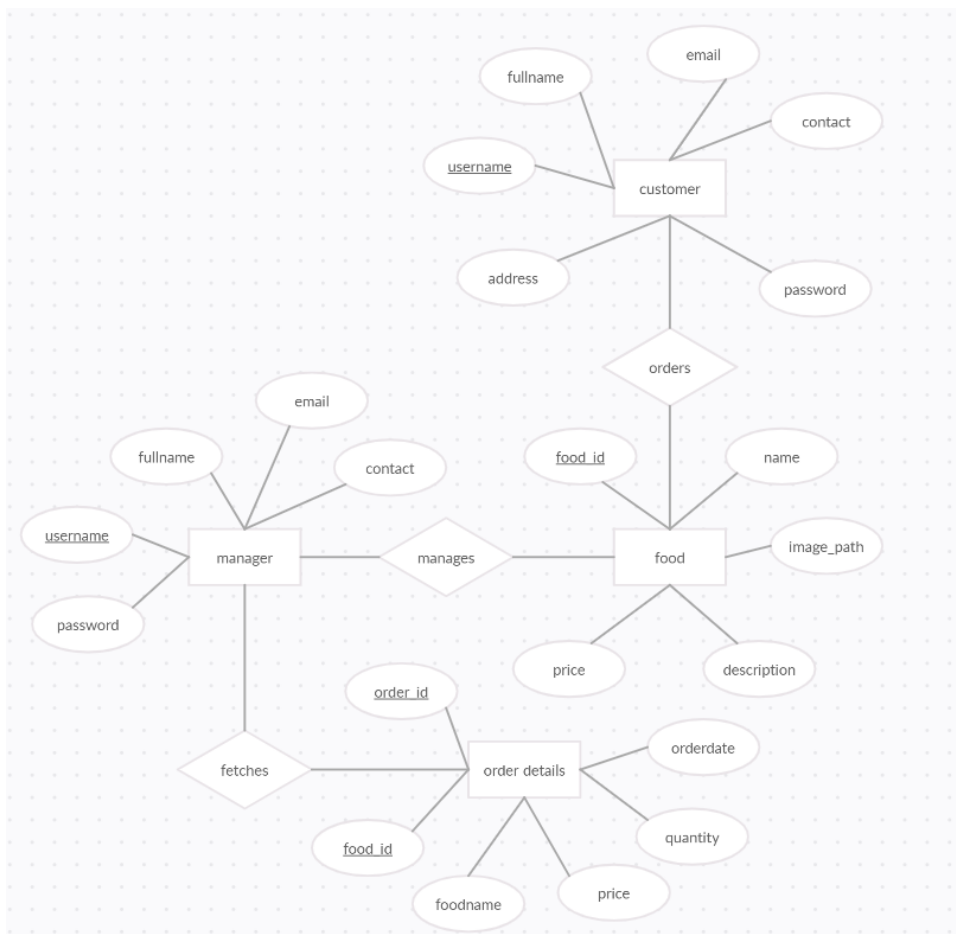 email
fullname
contact
username
customer
address
password
orders
email
fullname
contact
food_id
name
username
manager
manages
food
image_path
password
price
description
order_id
orderdate
fetches
order details
quantity
food_id
foodname
price